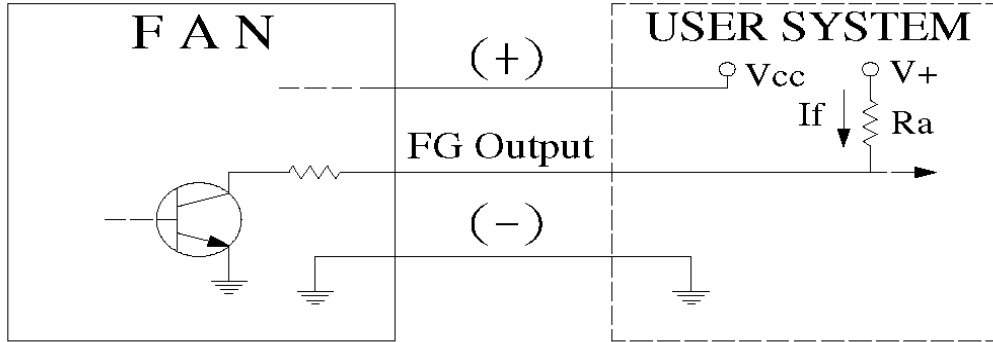 F A N
USER SYSTEM
(+)
Vcc
V+
If
Ra
FG Output
(-)